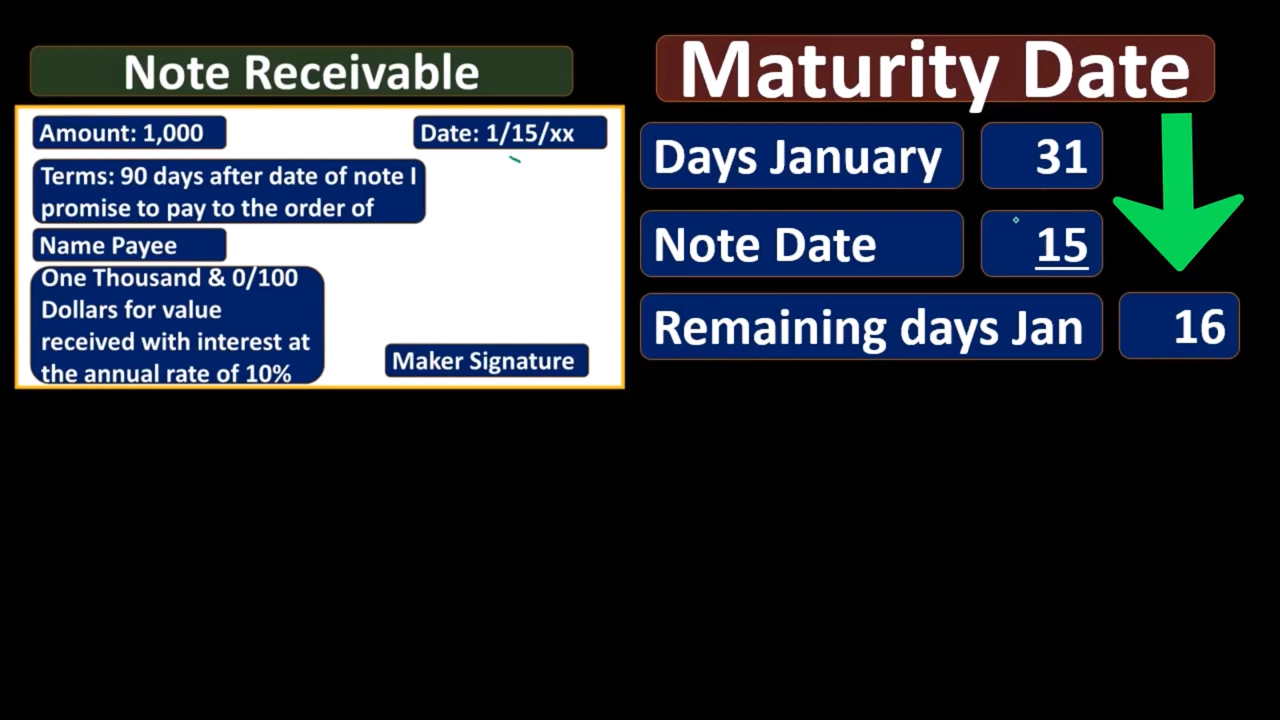 Note Receivable
Amount: 1,000
Date: 1/15/xx
Terms: 90 days after date of note I
promise to pay to the order of
Name Payee
One Thousand & 0/100
Dollars for value
received with interest at
the annual rate of 10%
Maker Signature
Maturity Date
Days January 31
Note Date 15
Remaining days Jan 16